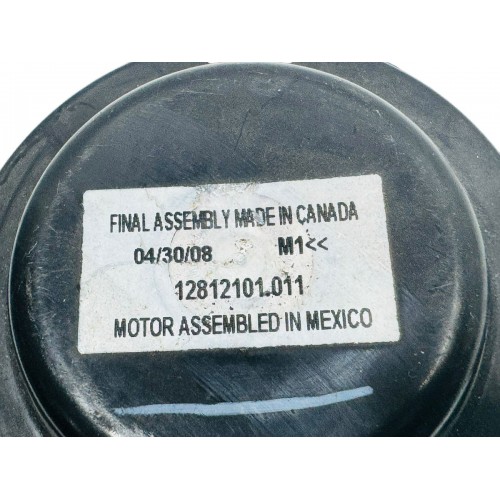 FINAL ASSEMBLY MADE IN CANADA
04/30/08 M1<<
12812101.011
MOTOR ASSEMBLED IN MEXICO